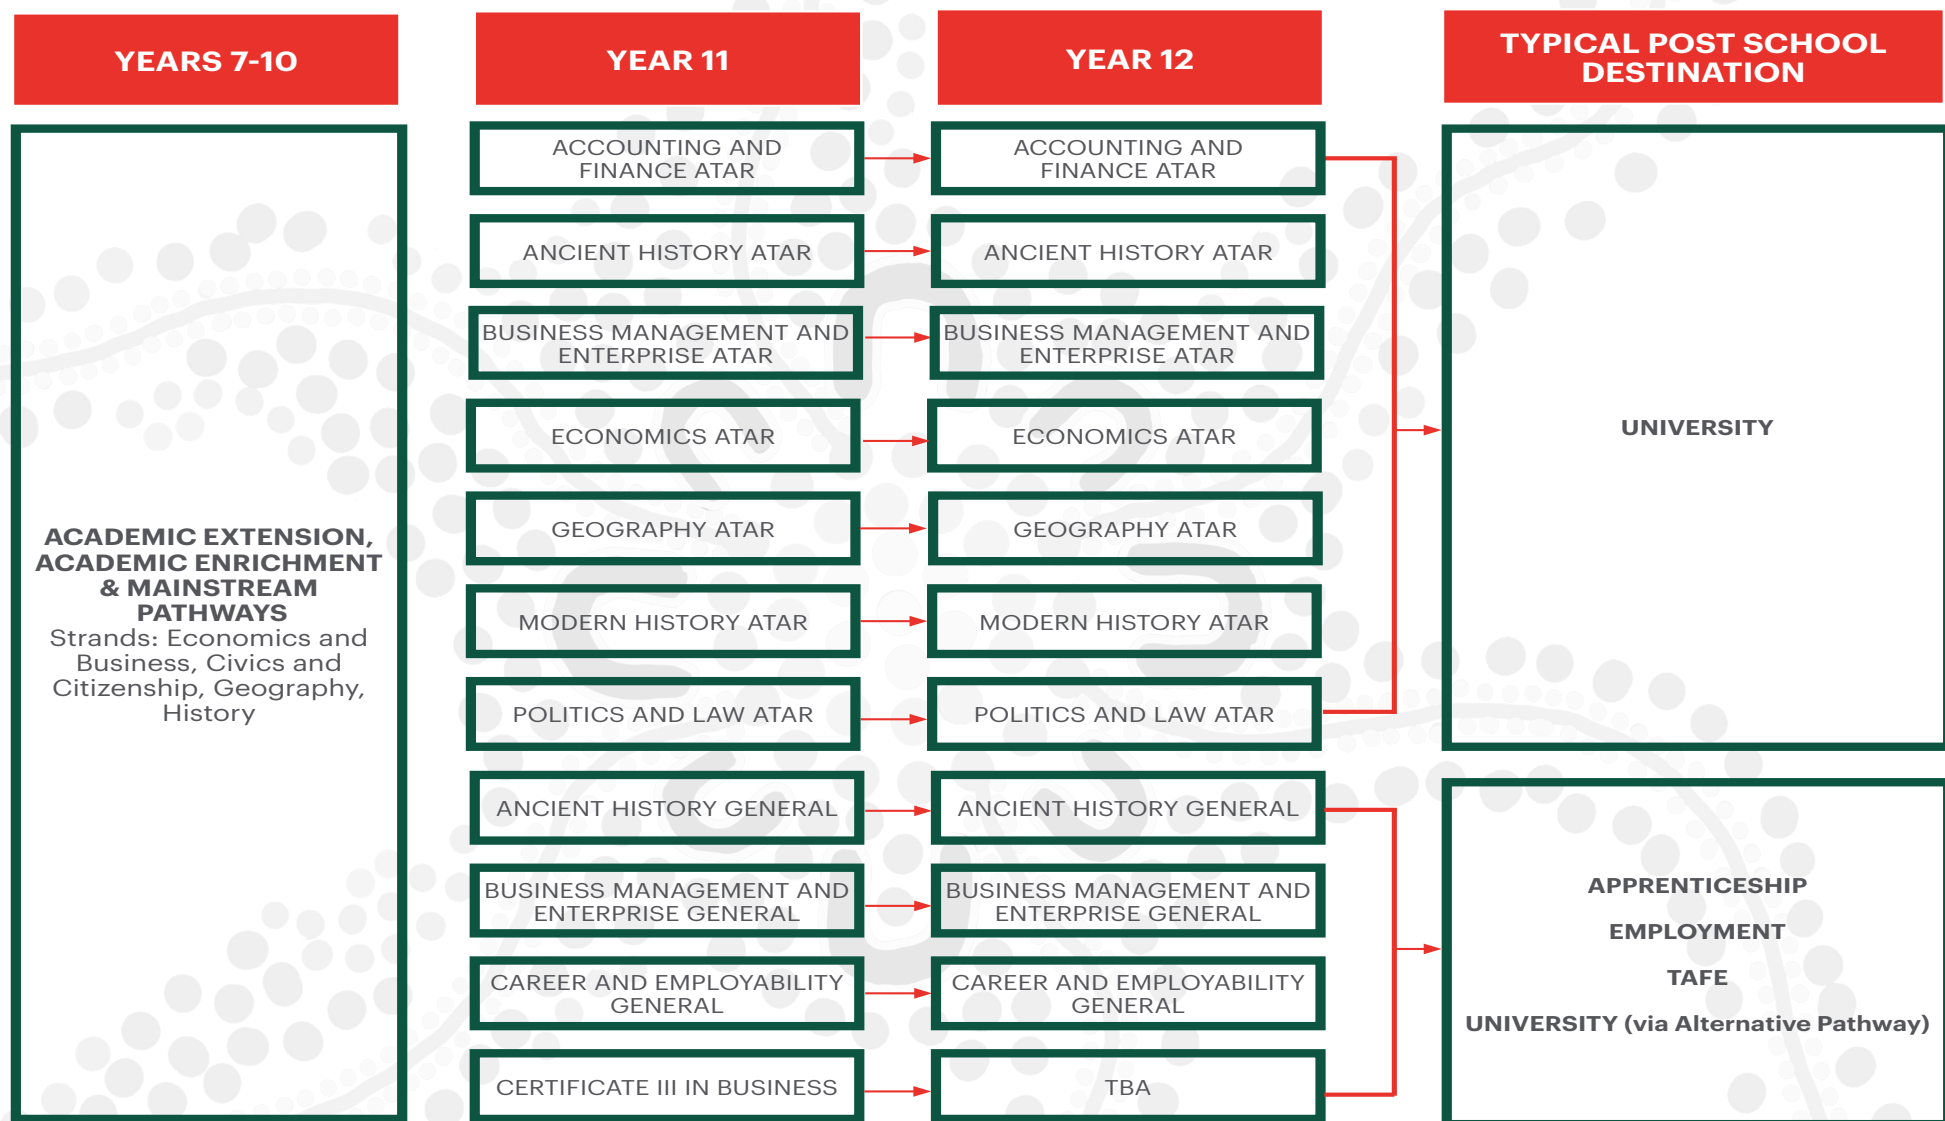 YEARS 7-10
YEAR 11
YEAR 12
TYPICAL POST SCHOOL
DESTINATION
ACADEMIC EXTENSION,
ACADEMIC ENRICHMENT
& MAINSTREAM
PATHWAYS
Strands: Economics and
Business, Civics and
Citizenship, Geography,
History
ACCOUNTING AND
FINANCE ATAR
ACCOUNTING AND
FINANCE ATAR
ANCIENT HISTORY ATAR
ANCIENT HISTORY ATAR
BUSINESS MANAGEMENT AND
ENTERPRISE ATAR
BUSINESS MANAGEMENT AND
ENTERPRISE ATAR
ECONOMICS ATAR
ECONOMICS ATAR
GEOGRAPHY ATAR
GEOGRAPHY ATAR
MODERN HISTORY ATAR
MODERN HISTORY ATAR
POLITICS AND LAW ATAR
POLITICS AND LAW ATAR
UNIVERSITY
ANCIENT HISTORY GENERAL
ANCIENT HISTORY GENERAL
BUSINESS MANAGEMENT AND
ENTERPRISE GENERAL
BUSINESS MANAGEMENT AND
ENTERPRISE GENERAL
CAREER AND EMPLOYABILITY
GENERAL
CAREER AND EMPLOYABILITY
GENERAL
CERTIFICATE III IN BUSINESS
TBA
APPRENTICESHIP
EMPLOYMENT
TAFE
UNIVERSITY (via Alternative Pathway)